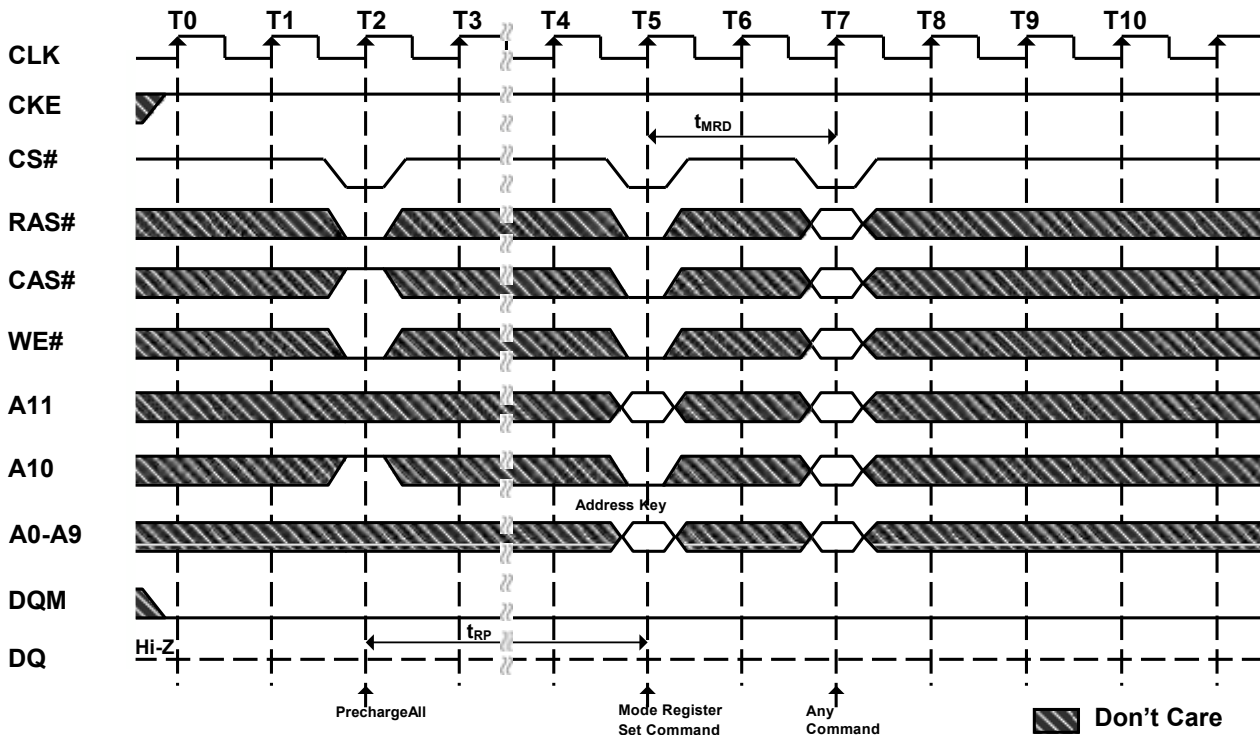 T0 T1 T2 T3 T4 T5 T6 T7 T8 T9 T10
CLK
CKE
tMRD
CS#
RAS#
CAS#
WE#
A11
A10
Address Key
A0-A9
DQM
tRP
Hi-Z
DQ
PrechargeAll
Mode Register
Set Command
Any
Command
Don't Care